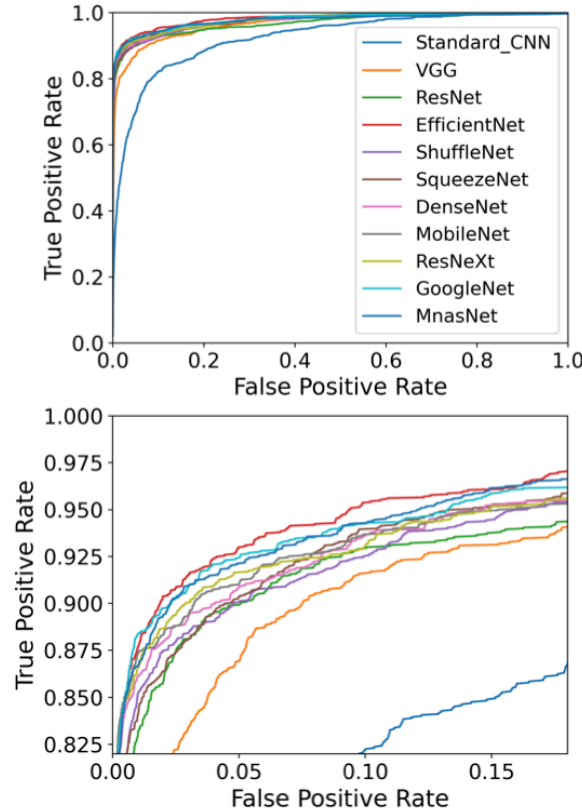 1.0
0.8
0.6
0.4
0.2
0.0
True Positive Rate
Standard_CNN
VGG
ResNet
EfficientNet
ShuffleNet
SqueezeNet
DenseNet
MobileNet
ResNeXt
GoogleNet
MnasNet
0.0 0.2 0.4 0.6 0.8 1.0
False Positive Rate
1.000
0.975
0.950
0.925
0.900
0.875
0.850
0.825
True Positive Rate
0.00 0.05 0.10 0.15
False Positive Rate